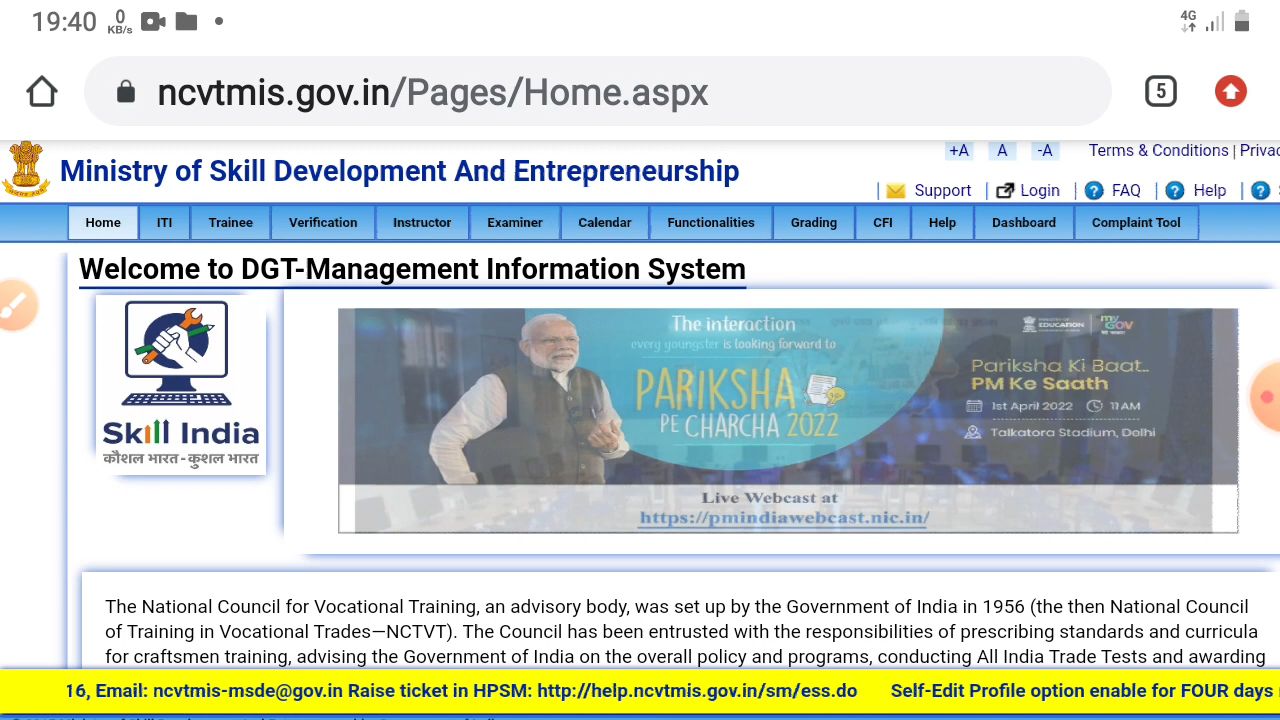 19:40 0 KB/s 4G
ncvtmis.gov.in/Pages/Home.aspx 5
+A A -A Terms & Conditions | Privac
Ministry of Skill Development And Entrepreneurship
Support Login FAQ Help
Home ITI Trainee Verification Instructor Examiner Calendar Functionalities Grading CFI Help Dashboard Complaint Tool
Welcome to DGT-Management Information System
Skill India
कौशल भारत - कुशल भारत
The interaction
every youngster is looking forward to
PARIKSHA
PE CHARCHA 2022
EDUCATION
my GOV
Pariksha Ki Baat..
PM Ke Saath
1st April 2022 11 AM
Talkatora Stadium, Delhi
Live Webcast at
https://pmindiawebcast.nic.in/
The National Council for Vocational Training, an advisory body, was set up by the Government of India in 1956 (the then National Council
of Training in Vocational Trades—NCTVT). The Council has been entrusted with the responsibilities of prescribing standards and curricula
for craftsmen training, advising the Government of India on the overall policy and programs, conducting All India Trade Tests and awarding
16, Email: ncvtmis-msde@gov.in Raise ticket in HPSM: http://help.ncvtmis.gov.in/sm/ess.do Self-Edit Profile option enable for FOUR days